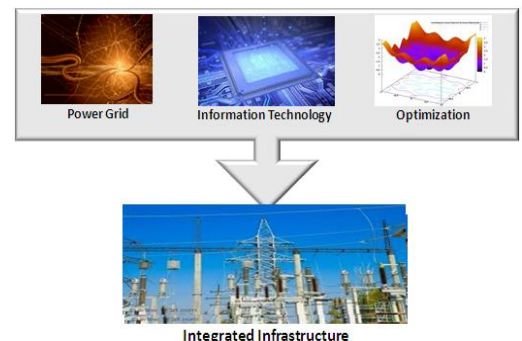 Power Grid
Information Technology
Optimization
Integrated Infrastructure